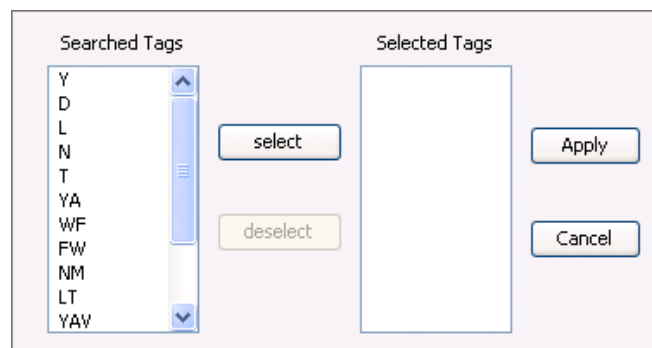 Searched Tags
Selected Tags
Y
D
L
N
T
YA
WF
FW
NM
LT
YAV
select
deselect
Apply
Cancel